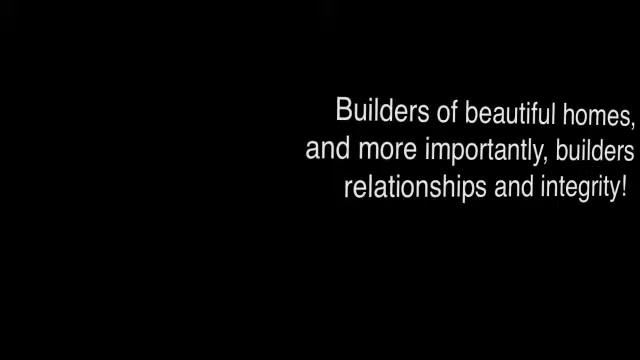 Builders of beautiful homes,
and more importantly, builders
relationships and integrity!